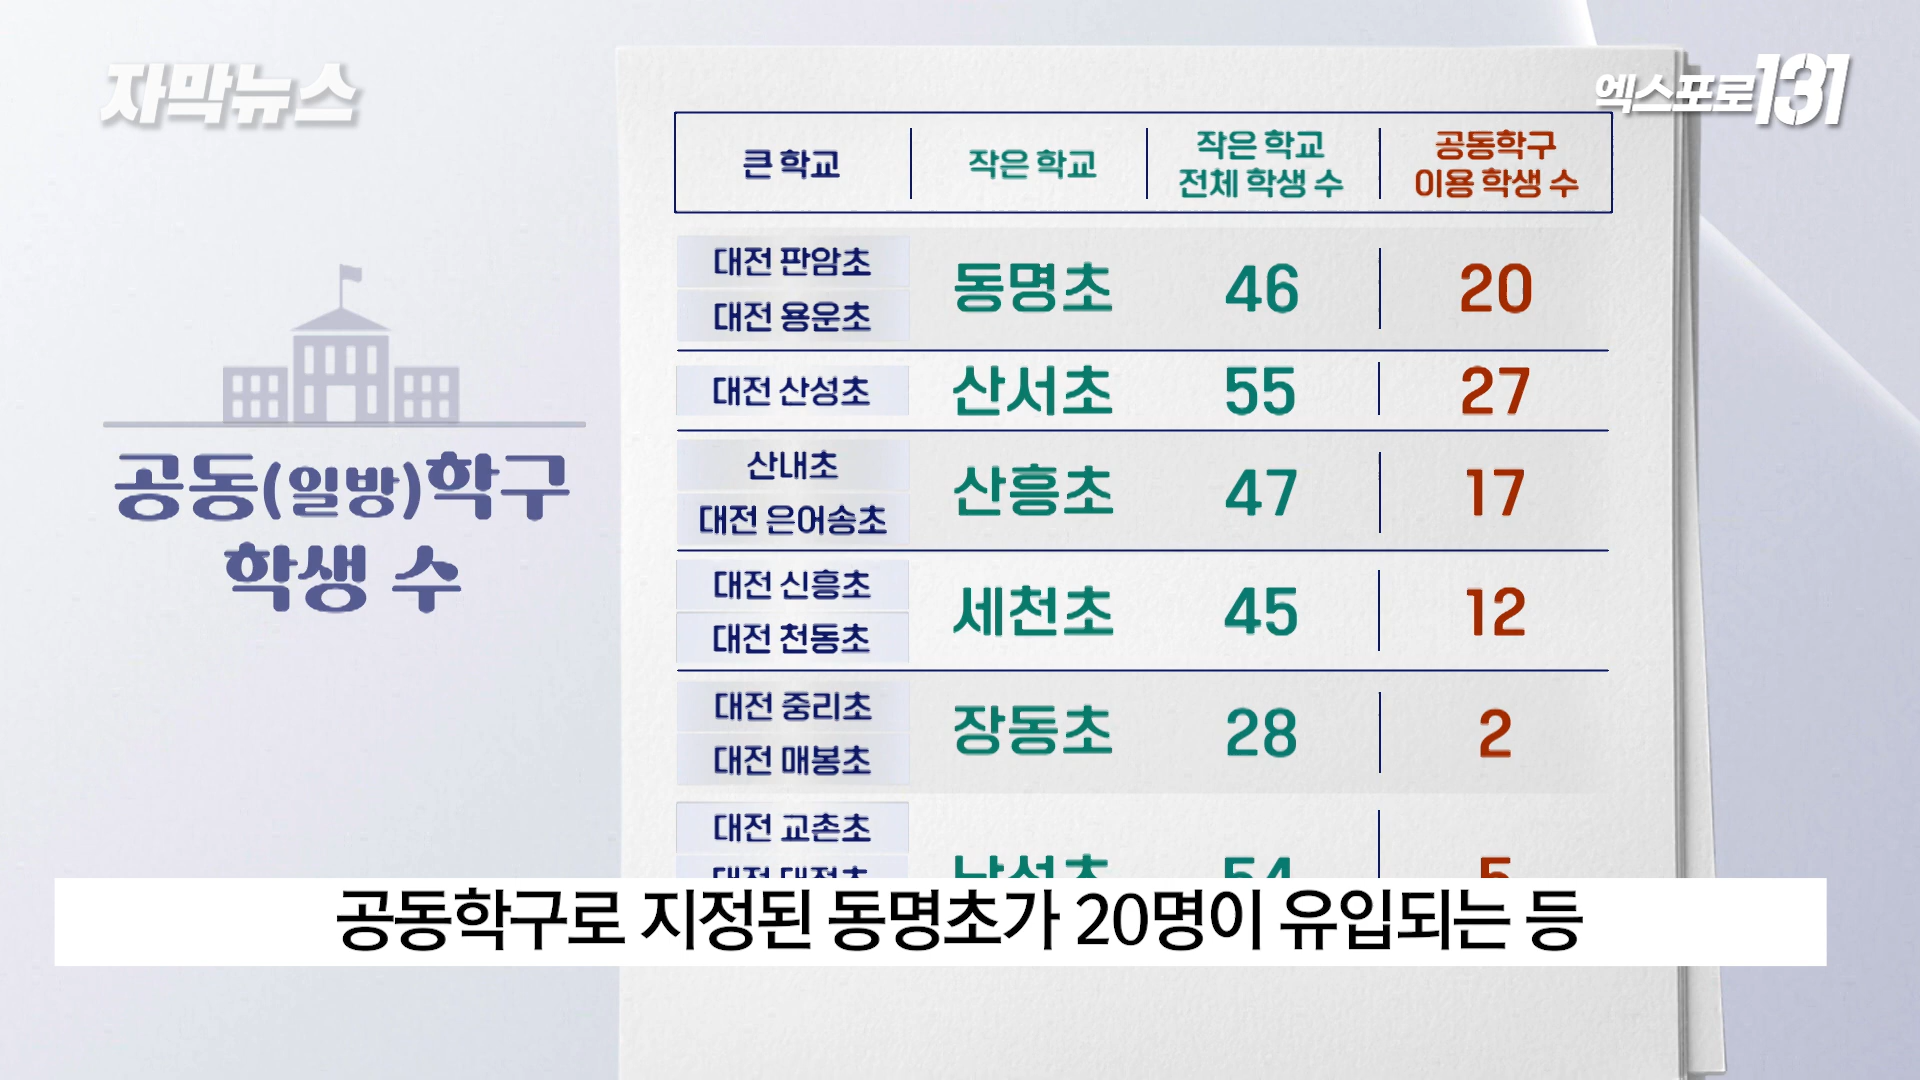 자막뉴스
엑스포로131
공동(일방)학구
학생 수
큰 학교
작은 학교
작은 학교
전체 학생 수
공동학구
이용 학생 수
대전 판암초
대전 용운초
동명초
46
20
대전 산성초
산서초
55
27
산내초
대전 은어송초
산흥초
47
17
대전 신흥초
대전 천동초
세천초
45
12
대전 중리초
대전 매봉초
장동초
28
2
대전 교촌초
54
5
공동학구로 지정된 동명초가 20명이 유입되는 등